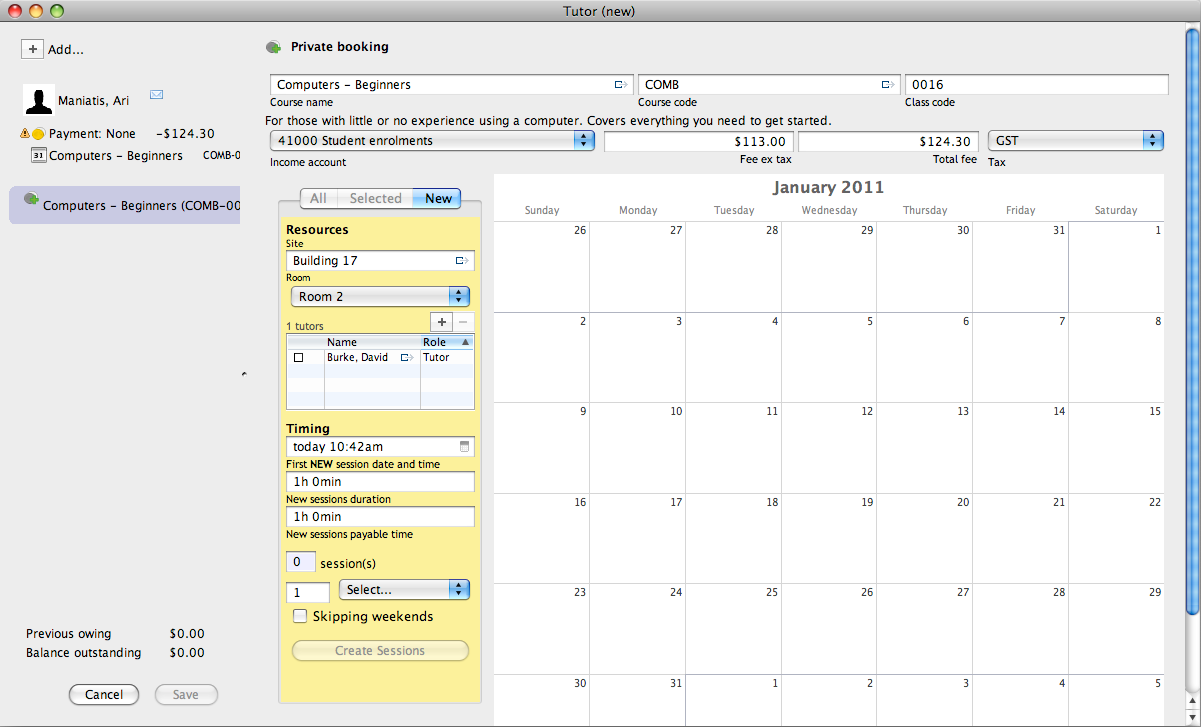 Tutor (new)
+ Add...
Maniatis, Ari
Payment: None -$124.30
31 Computers - Beginners COMB-0
Computers - Beginners (COMB-00
Previous owing $0.00
Balance outstanding $0.00
Cancel Save
Private booking
Computers - Beginners COMB 0016
Course name Course code Class code
For those with little or no experience using a computer. Covers everything you need to get started.
41000 Student enrolments $113.00 $124.30 GST
Income account Fee ex tax Total fee Tax
All Selected New
Resources
Site
Building 17
Room
Room 2
1 tutors + −
Name Role
Burke, David Tutor
Timing
today 10:42am
First NEW session date and time
1h 0min
New sessions duration
1h 0min
New sessions payable time
0 session(s)
1 Select...
Skipping weekends
Create Sessions
January 2011
Sunday Monday Tuesday Wednesday Thursday Friday Saturday
26 27 28 29 30 31 1
2 3 4 5 6 7 8
9 10 11 12 13 14 15
16 17 18 19 20 21 22
23 24 25 26 27 28 29
30 31 1 2 3 4 5